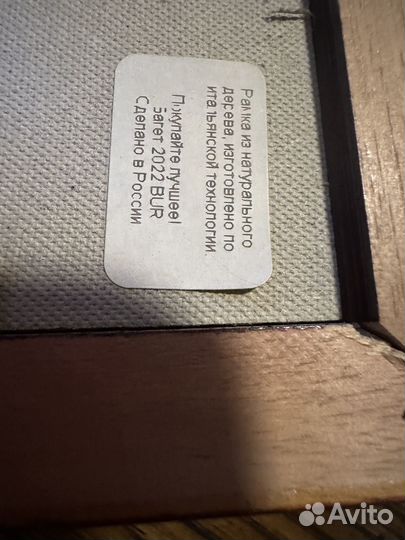 Рамка из натурального
дерева, изготовлено по
итальянской технологии.
Покупайте лучшее!
Багет 2022 BUR
Сделано в России
Avito